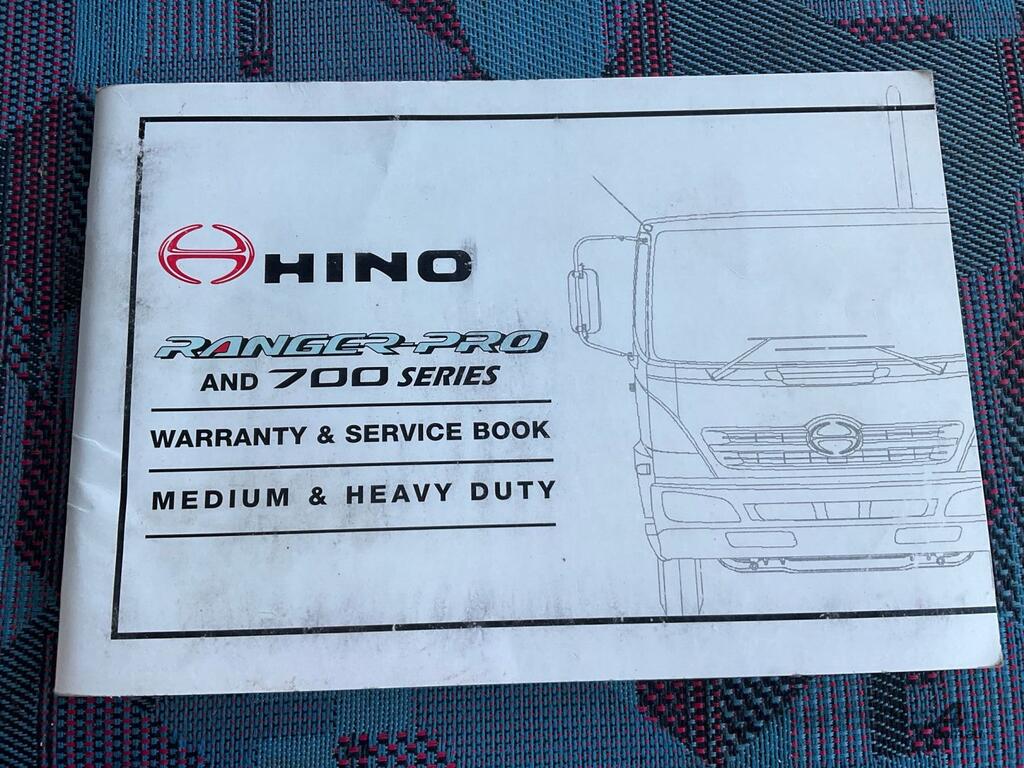 HINO
RANGER-PRO
AND 700 SERIES
WARRANTY & SERVICE BOOK
MEDIUM & HEAVY DUTY